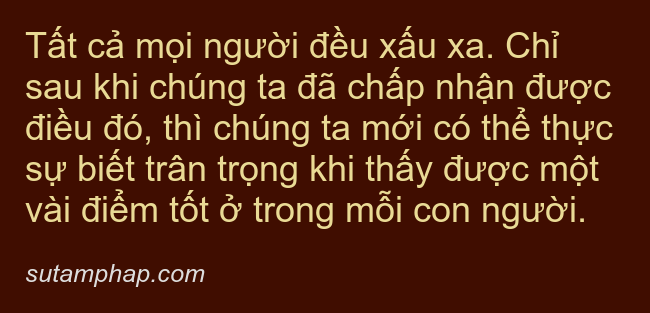 Tất cả mọi người đều xấu xa. Chỉ
sau khi chúng ta đã chấp nhận được
điều đó, thì chúng ta mới có thể thực
sự biết trân trọng khi thấy được một
vài điểm tốt ở trong mỗi con người.
sutamphap.com